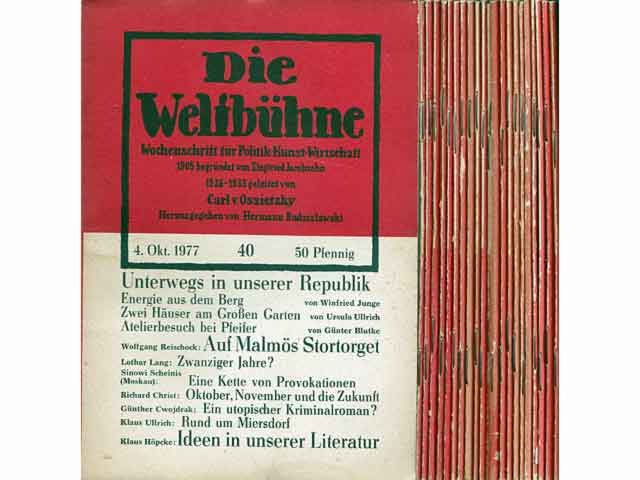 Die
Weltbühne
Wochenschrift für Politik·Kunst·Wirtschaft
1905 begründet von Siegfried Jacobsohn
1926–1933 geleitet von
Carl v. Ossietzky
Herausgegeben von Hermann Budzislawski
4. Okt. 1977 40 50 Pfennig
Unterwegs in unserer Republik
Energie aus dem Berg von Winfried Junge
Zwei Häuser am Großen Garten von Ursula Ullrich
Atelierbesuch bei Pfeifer von Günter Blutke
Wolfgang Reischock: Auf Malmös Stortorget
Lothar Lang: Zwanziger Jahre?
Sinowi Scheinis
(Moskau): Eine Kette von Provokationen
Richard Christ: Oktober, November und die Zukunft
Günther Cwojdrak: Ein utopischer Kriminalroman?
Klaus Ullrich: Rund um Miersdorf
Klaus Höpcke: Ideen in unserer Literatur